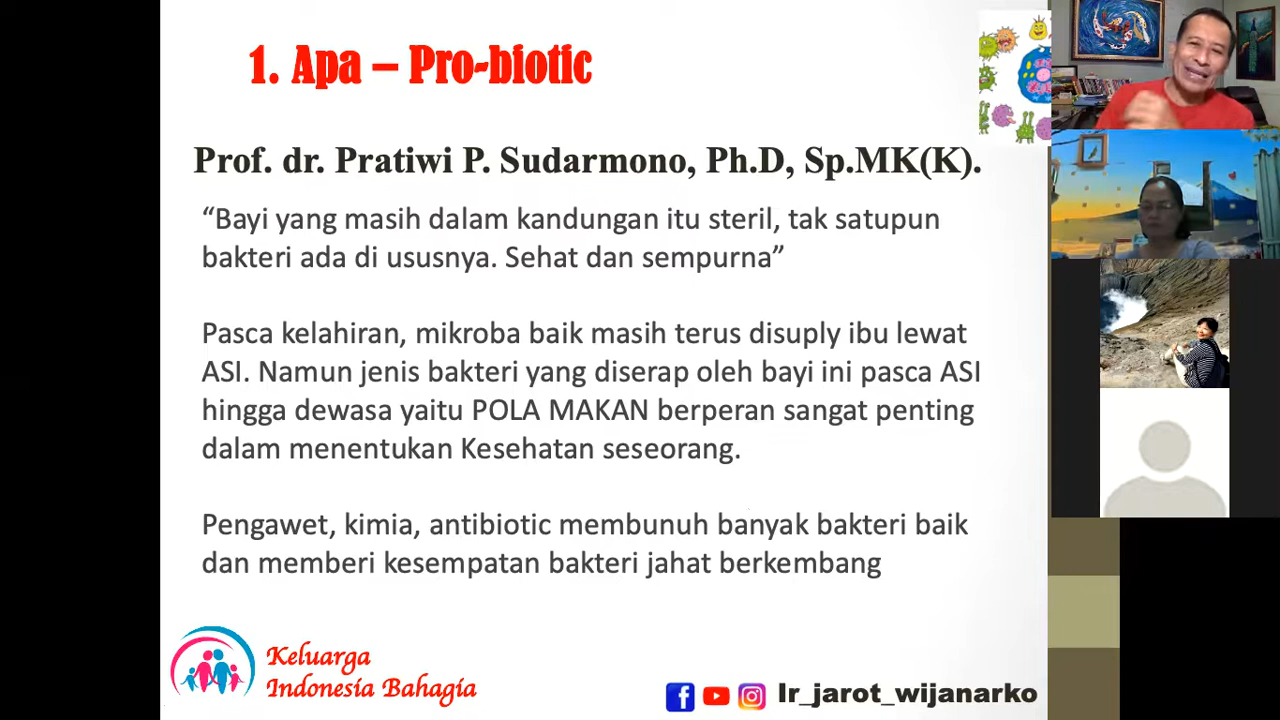 1. Apa – Pro-biotic
Prof. dr. Pratiwi P. Sudarmono, Ph.D, Sp.MK(K).
“Bayi yang masih dalam kandungan itu steril, tak satupun
bakteri ada di ususnya. Sehat dan sempurna”
Pasca kelahiran, mikroba baik masih terus disuply ibu lewat
ASI. Namun jenis bakteri yang diserap oleh bayi ini pasca ASI
hingga dewasa yaitu POLA MAKAN berperan sangat penting
dalam menentukan Kesehatan seseorang.
Pengawet, kimia, antibiotic membunuh banyak bakteri baik
dan memberi kesempatan bakteri jahat berkembang
Keluarga
Indonesia Bahagia
Ir_jarot_wijanarko